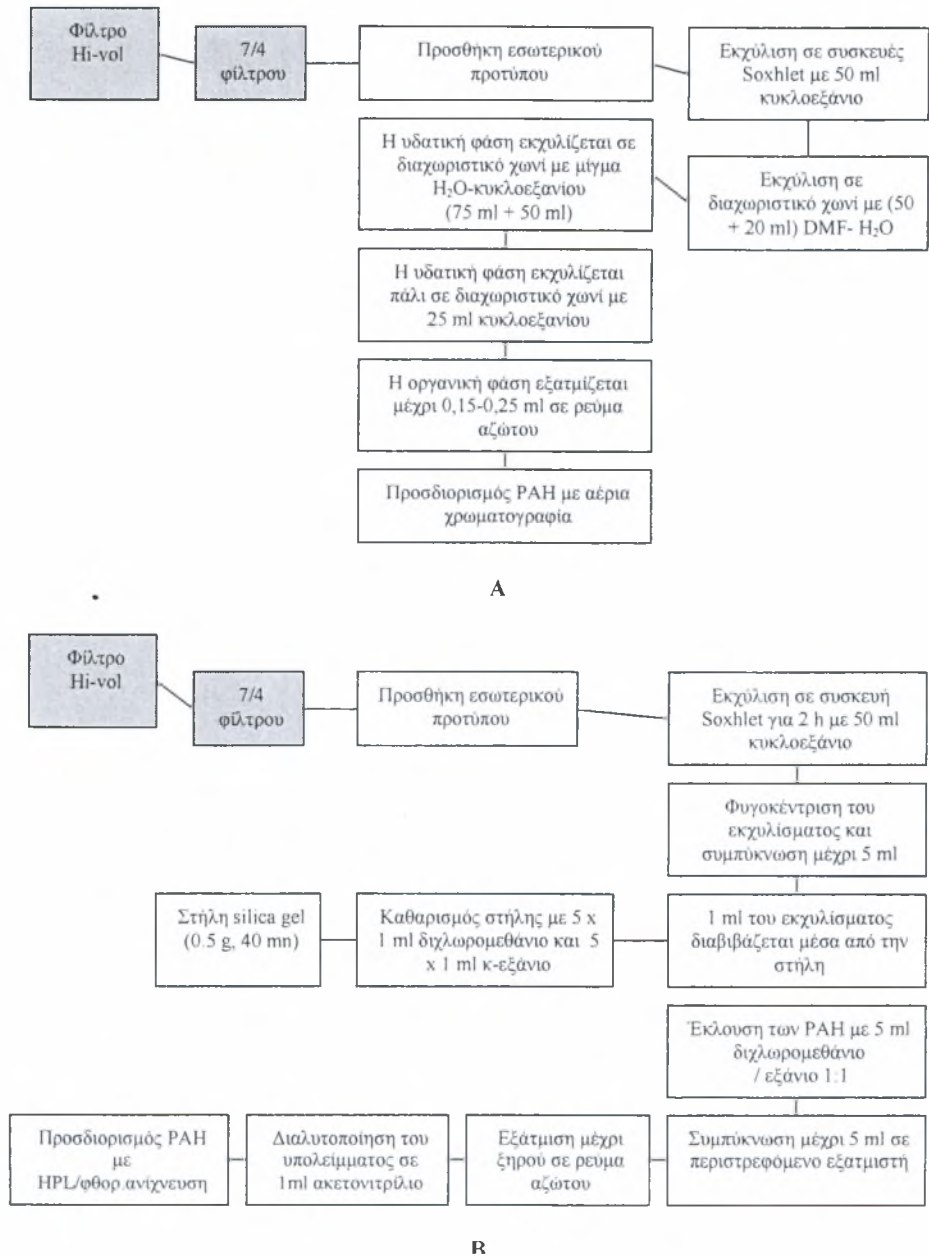 Φίλτρο
Hi-vol
7/4
φίλτρου
Προσθήκη εσωτερικού
προτύπου
Εκχύλιση σε συσκευές
Soxhlet με 50 ml
κυκλοεξάνιο
Εκχύλιση σε
διαχωριστικό χωνί με (50
+ 20 ml) DMF- H₂O
Η υδατική φάση εκχυλίζεται σε
διαχωριστικό χωνί με μίγμα
H₂O-κυκλοεξανίου
(75 ml + 50 ml)
Η υδατική φάση εκχυλίζεται
πάλι σε διαχωριστικό χωνί με
25 ml κυκλοεξανίου
Η οργανική φάση εξατμίζεται
μέχρι 0,15-0,25 ml σε ρεύμα
αζώτου
Προσδιορισμός PAH με αέρια
χρωματογραφία
A
Φίλτρο
Hi-vol
7/4
φίλτρου
Προσθήκη εσωτερικού
προτύπου
Εκχύλιση σε συσκευή
Soxhlet για 2 h με 50 ml
κυκλοεξάνιο
Φυγοκέντριση του
εκχυλίσματος και
συμπύκνωση μέχρι 5 ml
Στήλη silica gel
(0.5 g, 40 mn)
Καθαρισμός στήλης με 5 x
1 ml διχλωρομεθάνιο και 5
x 1 ml κ-εξάνιο
1 ml του εκχυλίσματος
διαβιβάζεται μέσα από την
στήλη
Έκλουση των PAH με 5 ml
διχλωρομεθάνιο
/ εξάνιο 1:1
Συμπύκνωση μέχρι 5 ml σε
περιστρεφόμενο εξατμιστή
Εξάτμιση μέχρι
ξηρού σε ρεύμα
αζώτου
Διαλυτοποίηση του
υπολείμματος σε
1ml ακετονιτρίλιο
Προσδιορισμός PAH
με
HPL/φθορ.ανίχνευση
B